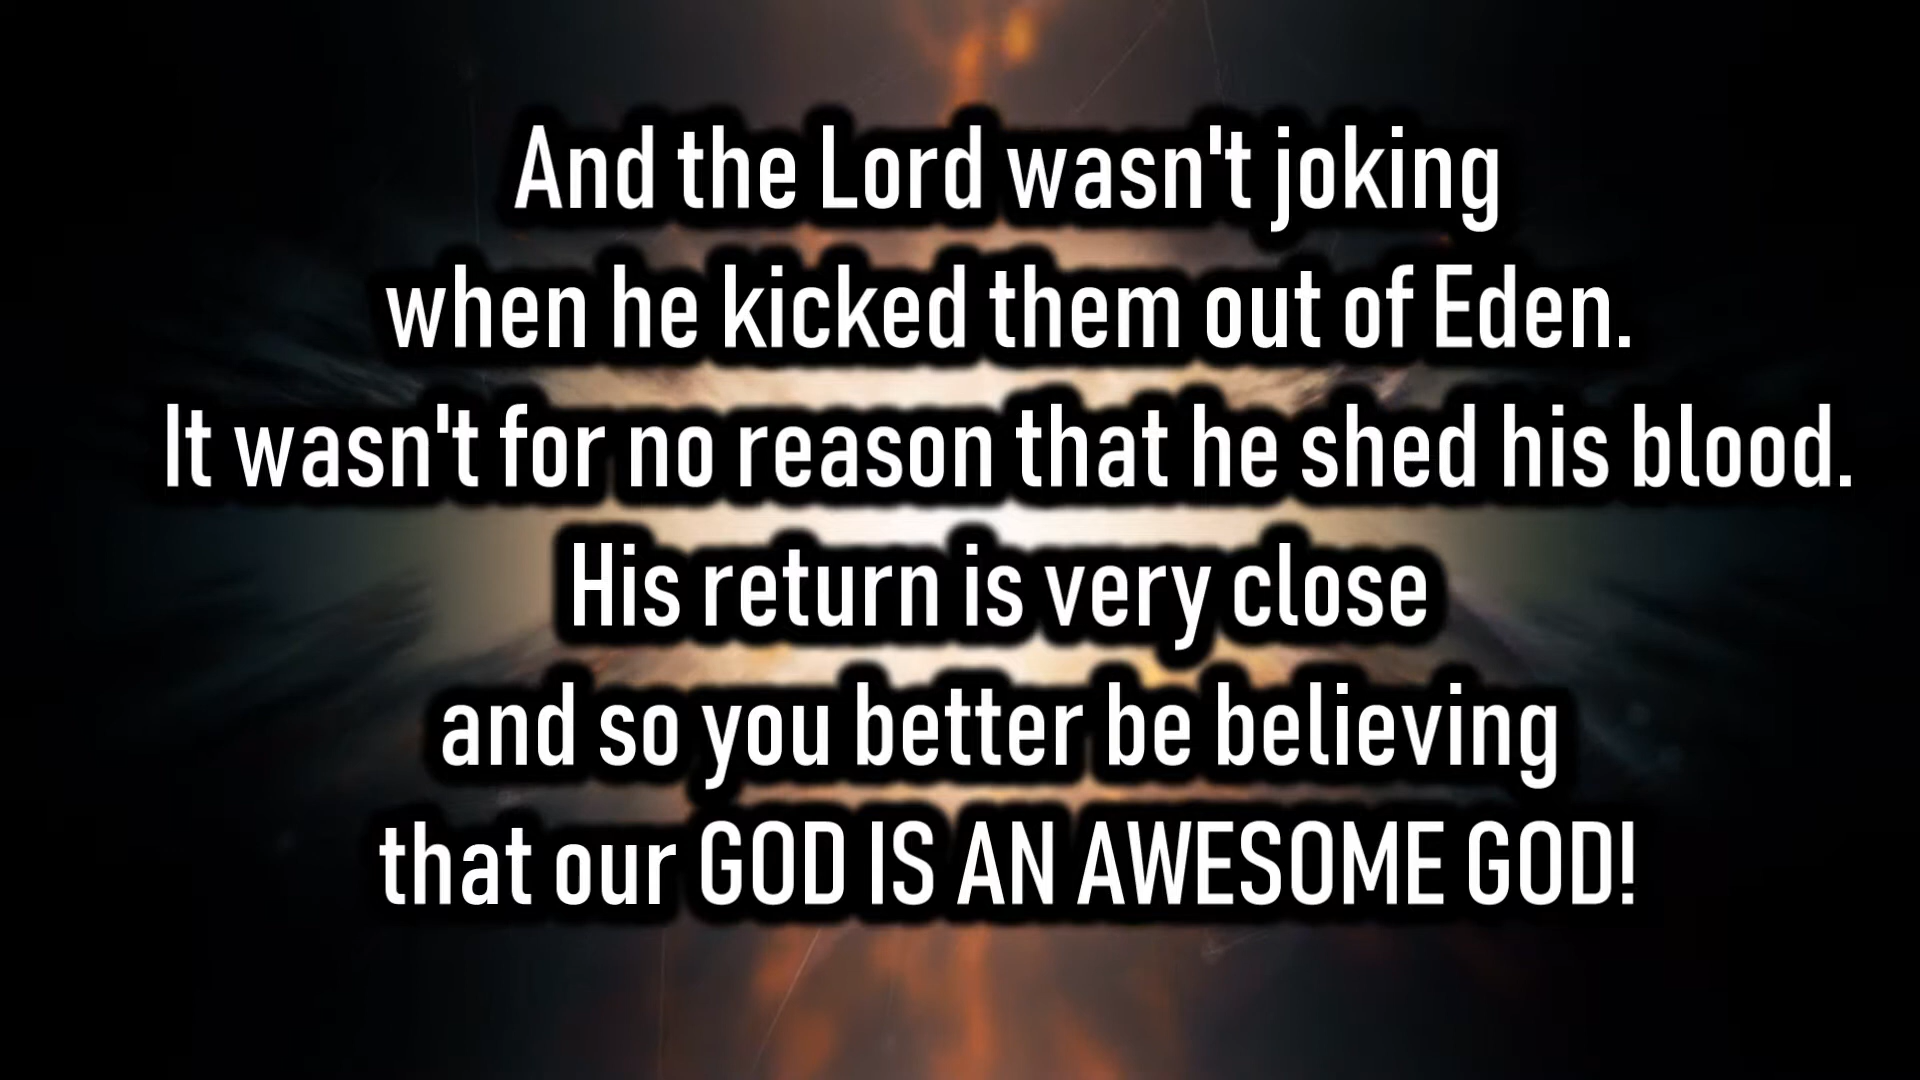 And the Lord wasn't joking
when he kicked them out of Eden.
It wasn't for no reason that he shed his blood.
His return is very close
and so you better be believing
that our GOD IS AN AWESOME GOD!